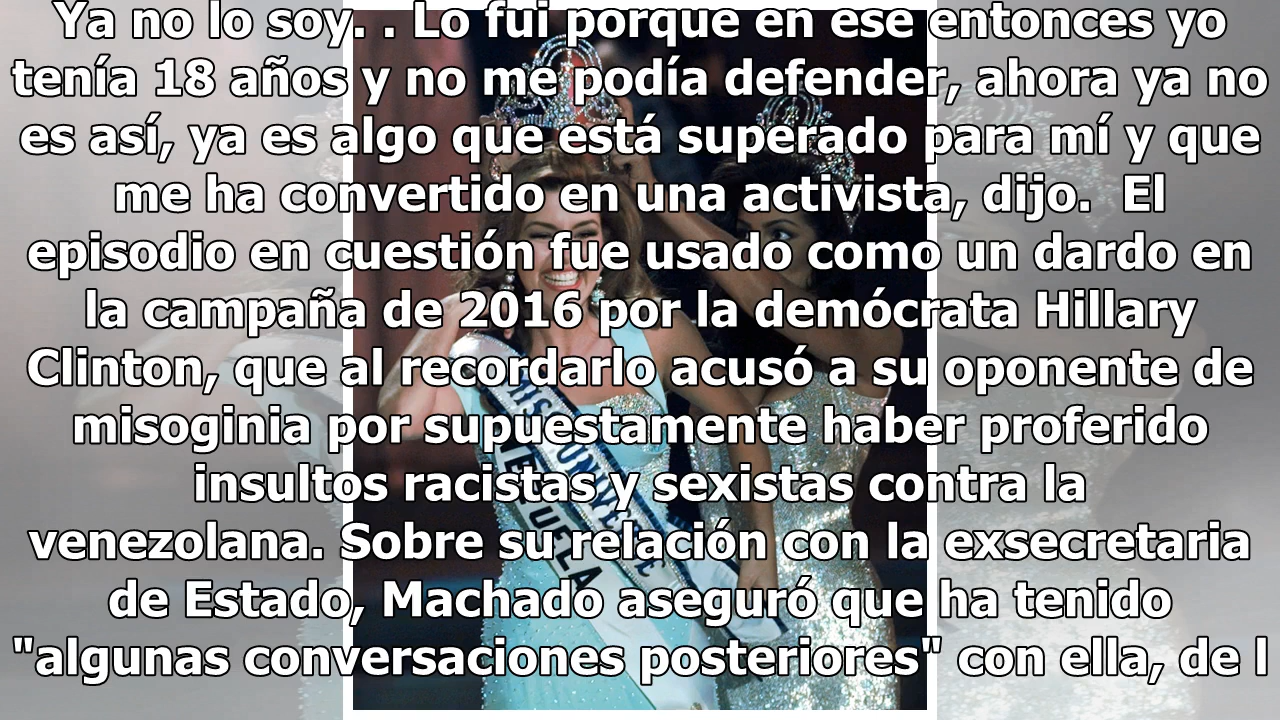 Ya no lo soy. . Lo fui porque en ese entonces yo
tenía 18 años y no me podía defender, ahora ya no
es así, ya es algo que está superado para mí y que
me ha convertido en una activista, dijo.  El
episodio en cuestión fue usado como un dardo en
la campaña de 2016 por la demócrata Hillary
Clinton, que al recordarlo acusó a su oponente de
misoginia por supuestamente haber proferido
insultos racistas y sexistas contra la
venezolana. Sobre su relación con la exsecretaria
de Estado, Machado aseguró que ha tenido
"algunas conversaciones posteriores" con ella, de l
MISS UNIVERSE
VENEZUELA